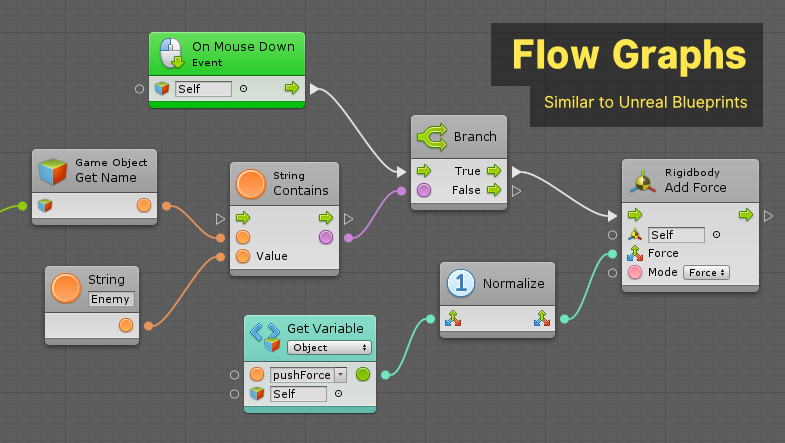 Flow Graphs
Similar to Unreal Blueprints
On Mouse Down
Event
Self
Branch
True
False
Game Object
Get Name
String
Contains
Value
Rigidbody
Add Force
Self
Force
Mode Force
String
Enemy
1
Normalize
Get Variable
Object
pushForce
Self